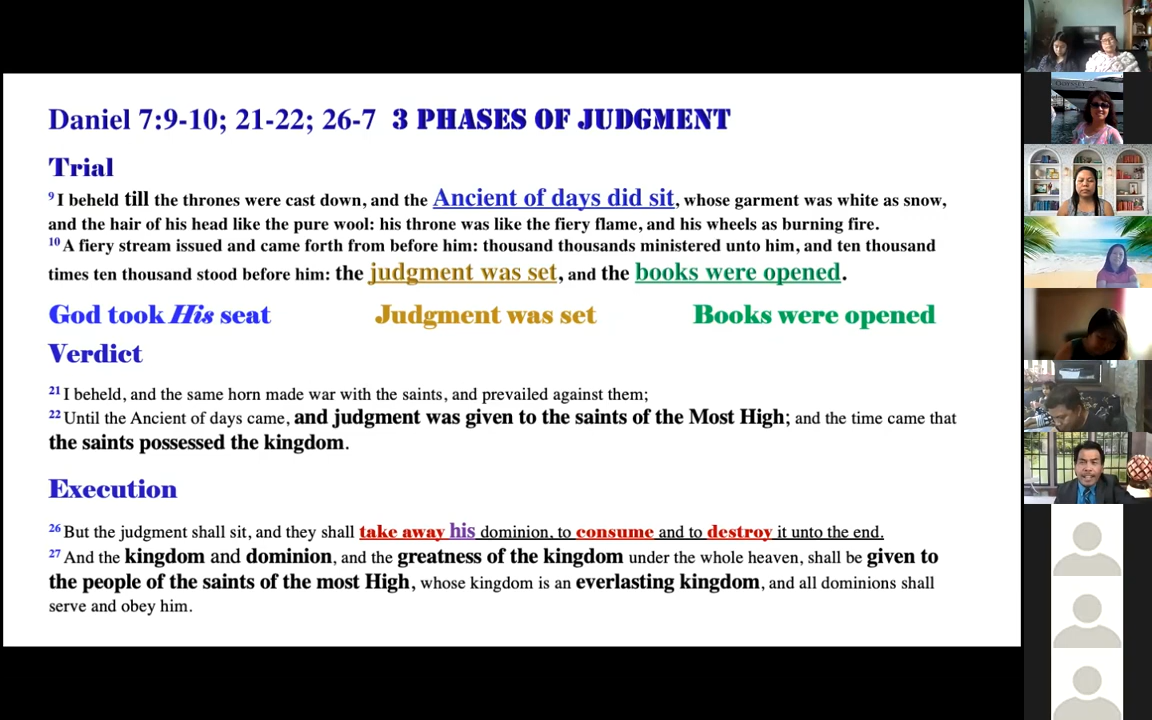 Daniel 7:9-10; 21-22; 26-7 3 PHASES OF JUDGMENT
Trial
9 I beheld till the thrones were cast down, and the Ancient of days did sit, whose garment was white as snow,
and the hair of his head like the pure wool: his throne was like the fiery flame, and his wheels as burning fire.
10 A fiery stream issued and came forth from before him: thousand thousands ministered unto him, and ten thousand
times ten thousand stood before him: the judgment was set, and the books were opened.
God took His seat Judgment was set Books were opened
Verdict
21 I beheld, and the same horn made war with the saints, and prevailed against them;
22 Until the Ancient of days came, and judgment was given to the saints of the Most High; and the time came that
the saints possessed the kingdom.
Execution
26 But the judgment shall sit, and they shall take away his dominion, to consume and to destroy it unto the end.
27 And the kingdom and dominion, and the greatness of the kingdom under the whole heaven, shall be given to
the people of the saints of the most High, whose kingdom is an everlasting kingdom, and all dominions shall
serve and obey him.